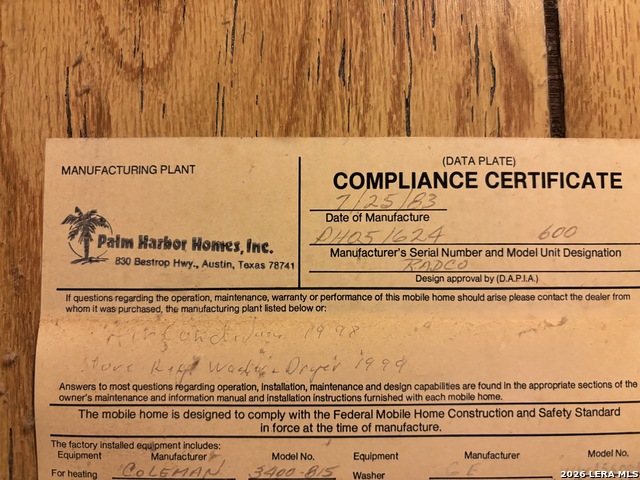 MANUFACTURING PLANT
Palm Harbor Homes, Inc.
830 Bastrop Hwy., Austin, Texas 78741
(DATA PLATE)
COMPLIANCE CERTIFICATE
7/25/83
Date of Manufacture
PH051624 600
Manufacturer's Serial Number and Model Unit Designation
RADCO
Design approval by (D.A.P.I.A.)
If questions regarding the operation, maintenance, warranty or performance of this mobile home should arise please contact the dealer from
whom it was purchased, the manufacturing plant listed below or:
1998
Stove Washer Dryer 1998
Answers to most questions regarding operation, installation, maintenance and design capabilities are found in the appropriate sections of the
owner's maintenance and information manual and installation instructions furnished with each mobile home.
The mobile home is designed to comply with the Federal Mobile Home Construction and Safety Standard
in force at the time of manufacture.
The factory installed equipment includes:
Equipment Manufacturer Model No. Equipment Manufacturer Model No.
For heating COLEMAN 3400-815 Washer GE
2026-LERA-MLS